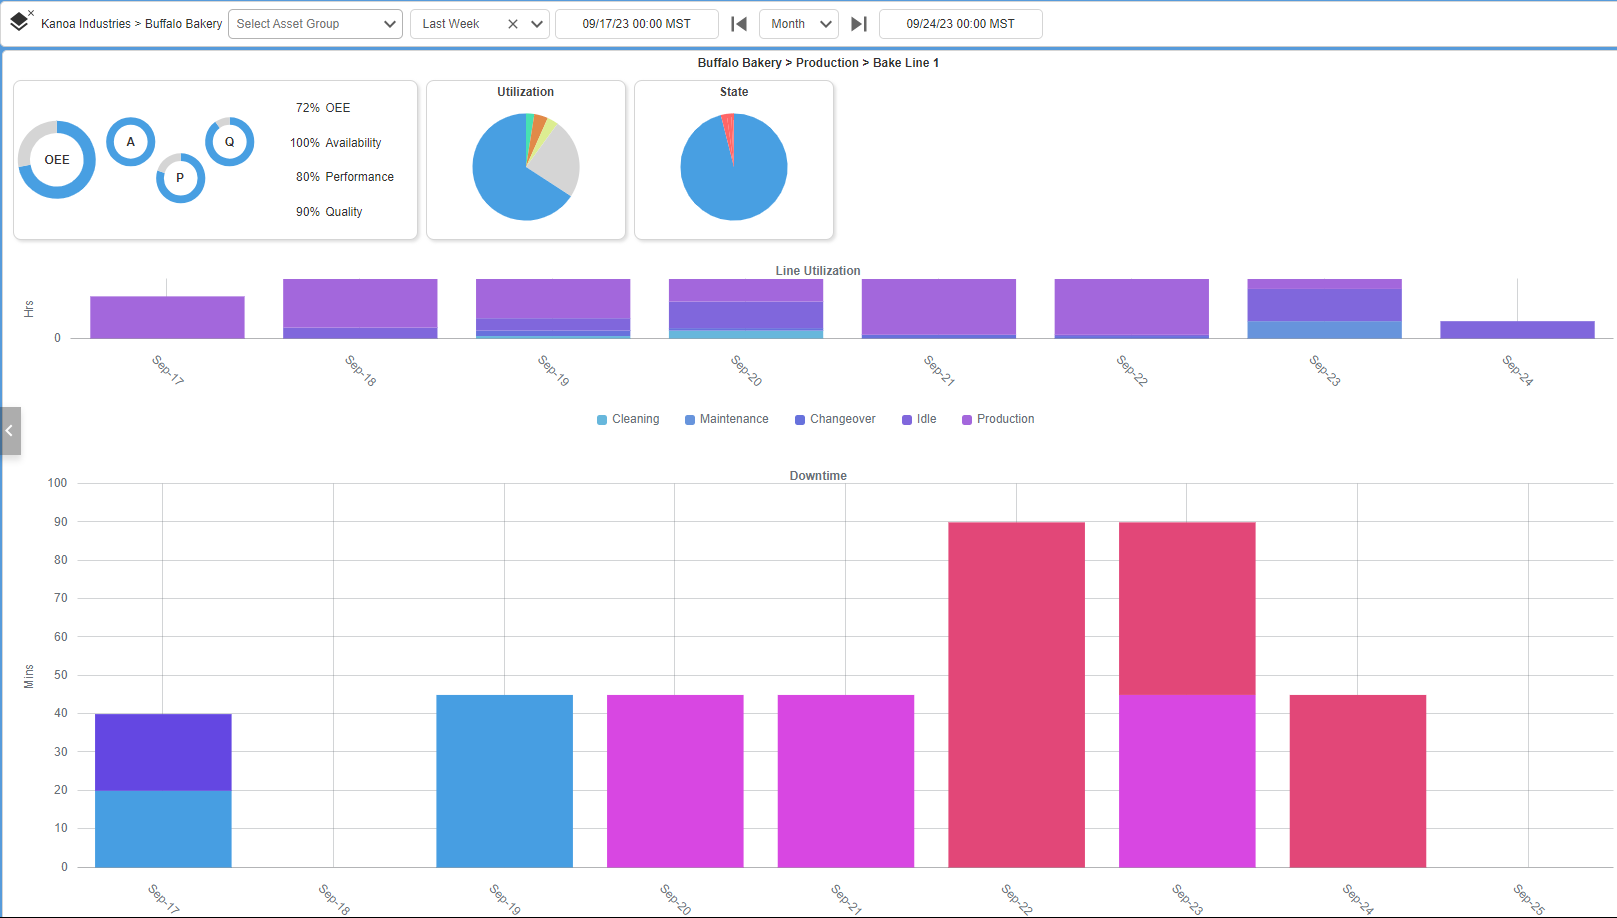 Kanoa Industries > Buffalo Bakery Select Asset Group Last Week 09/17/23 00:00 MST Month 09/24/23 00:00 MST
Buffalo Bakery > Production > Bake Line 1
OEE
A
P
Q
72% OEE
100% Availability
80% Performance
90% Quality
Utilization
State
Line Utilization
Hrs
0
Sep-17 Sep-18 Sep-19 Sep-20 Sep-21 Sep-22 Sep-23 Sep-24
Cleaning Maintenance Changeover Idle Production
Downtime
Mins
100
90
80
70
60
50
40
30
20
10
0
Sep-17 Sep-18 Sep-19 Sep-20 Sep-21 Sep-22 Sep-23 Sep-24 Sep-25